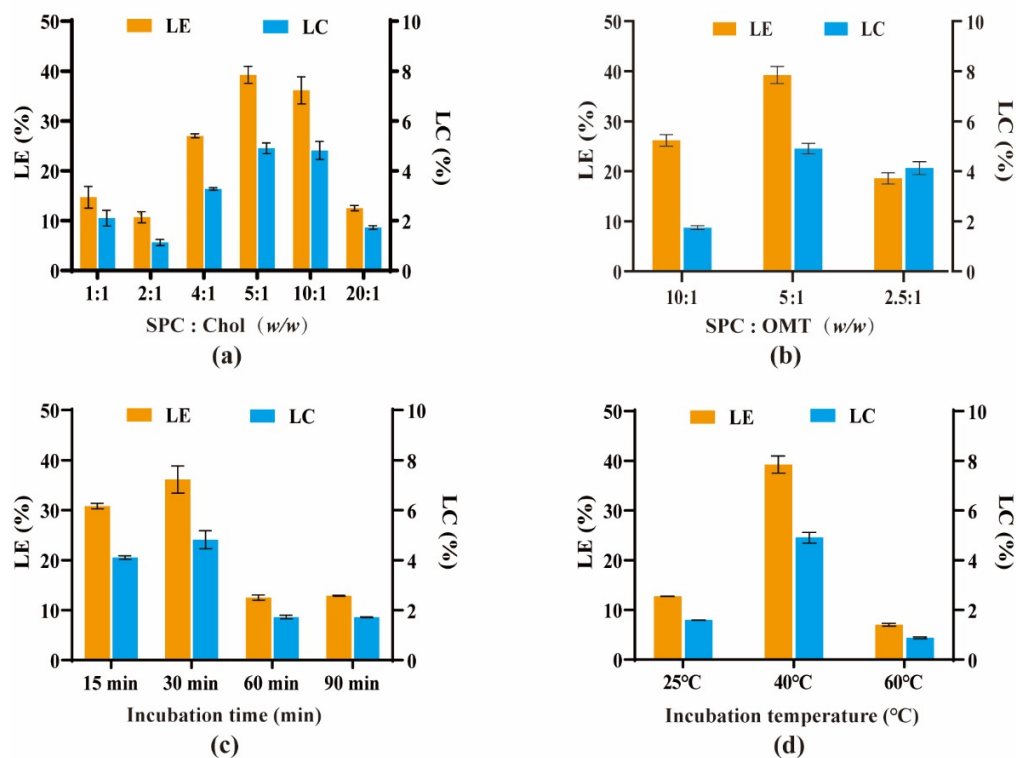 LE LC
LE (%)
50
40
30
20
10
0
10
8
6
4
2
0
LC (%)
1:1 2:1 4:1 5:1 10:1 20:1
SPC : Chol (w/w)
(a)
LE LC
LE (%)
50
40
30
20
10
0
10
8
6
4
2
0
LC (%)
10:1 5:1 2.5:1
SPC : OMT (w/w)
(b)
LE LC
LE (%)
50
40
30
20
10
0
10
8
6
4
2
0
LC (%)
15 min 30 min 60 min 90 min
Incubation time (min)
(c)
LE LC
LE (%)
50
40
30
20
10
0
10
8
6
4
2
0
LC (%)
25℃ 40℃ 60℃
Incubation temperature (℃)
(d)